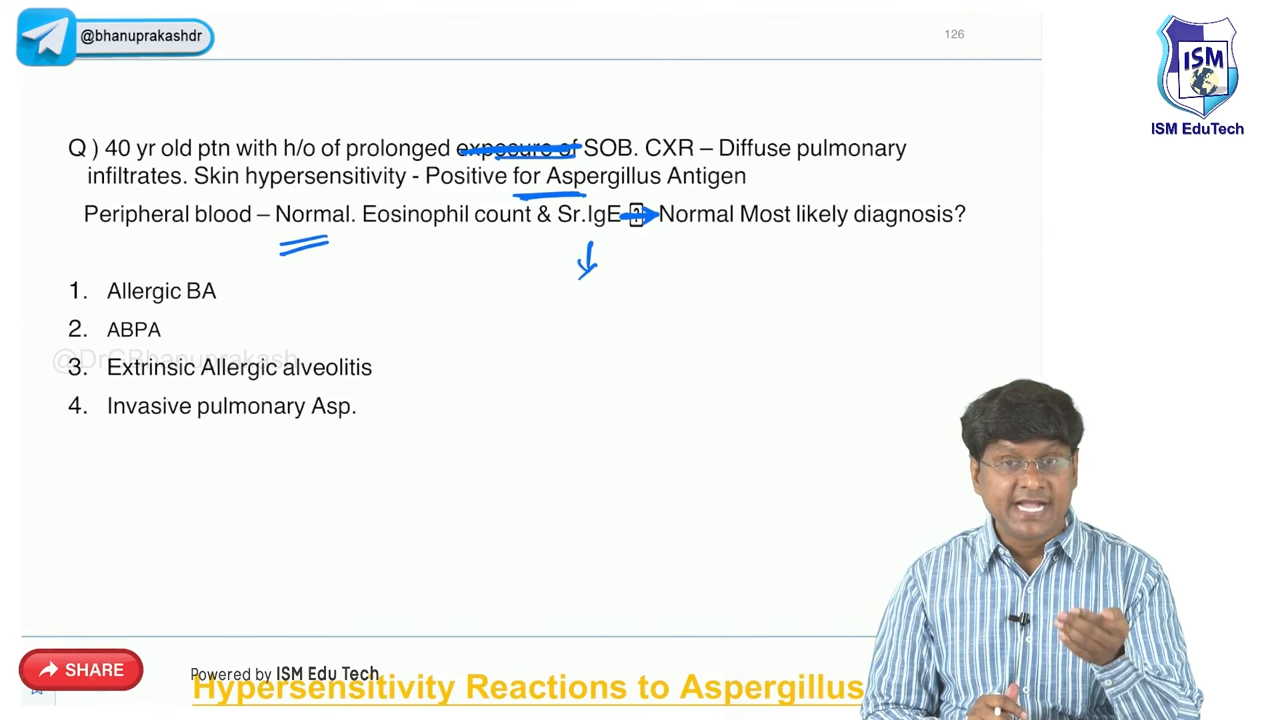 @bhanuprakashdr
126
ISM
ISM EduTech
Q ) 40 yr old ptn with h/o of prolonged exposure of SOB. CXR – Diffuse pulmonary
infiltrates. Skin hypersensitivity - Positive for Aspergillus Antigen
Peripheral blood – Normal. Eosinophil count & Sr.IgE ? Normal Most likely diagnosis?
1. Allergic BA
2. ABPA
@DrGBhanuprakash
3. Extrinsic Allergic alveolitis
4. Invasive pulmonary Asp.
SHARE
Powered by ISM Edu Tech
Hypersensitivity Reactions to Aspergillus